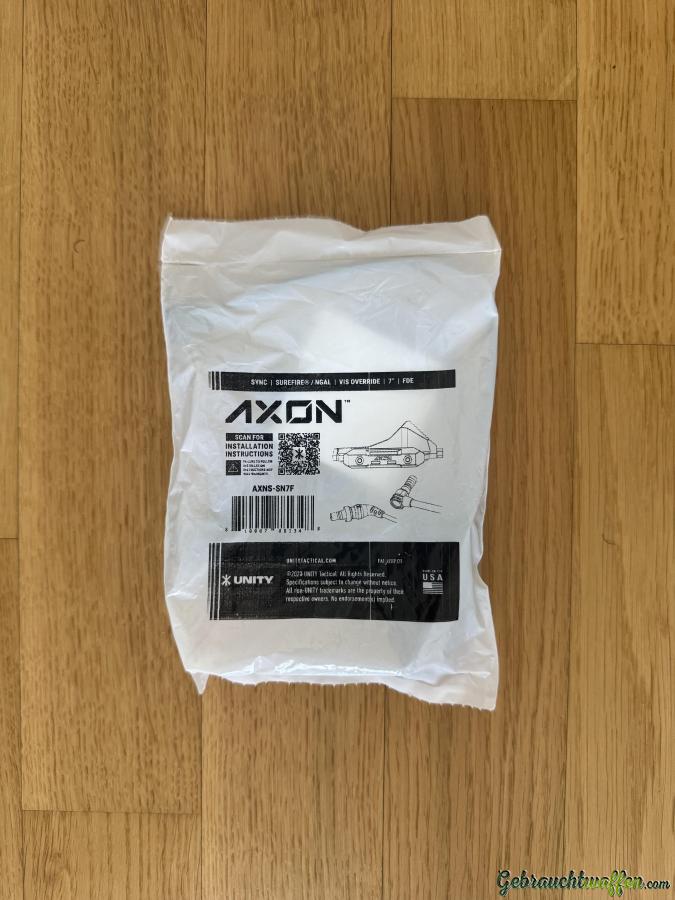 SYNC | SUREFIRE® / NGAL | VIS OVERRIDE | 7" | FDE
AXON™
SCAN FOR
INSTALLATION
INSTRUCTIONS
AXNS-SN7F
UNITYTACTICAL.COM
UNITY
©2023 UNITY Tactical. All Rights Reserved.
Specifications subject to change without notice.
All non-UNITY trademarks are the property of their
respective owners. No endorsement(s) implied.
USA
Gebrauchtwaffen.com